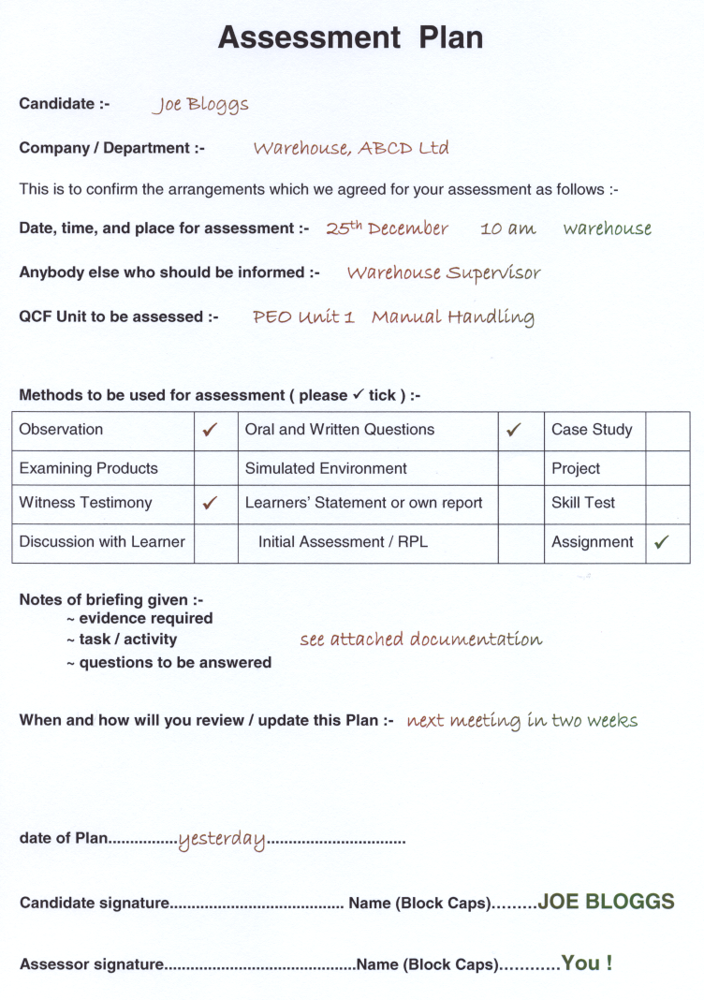 Assessment Plan
Candidate :- Joe Bloggs
Company / Department :- Warehouse, ABCD Ltd
This is to confirm the arrangements which we agreed for your assessment as follows :-
Date, time, and place for assessment :- 25th December 10 am warehouse
Anybody else who should be informed :- Warehouse Supervisor
QCF Unit to be assessed :- PEO Unit 1 Manual Handling
Methods to be used for assessment ( please ✓ tick ) :-
Observation ✓ Oral and Written Questions ✓ Case Study
Examining Products Simulated Environment Project
Witness Testimony ✓ Learners' Statement or own report Skill Test
Discussion with Learner Initial Assessment / RPL Assignment ✓
Notes of briefing given :-
~ evidence required
~ task / activity see attached documentation
~ questions to be answered
When and how will you review / update this Plan :- next meeting in two weeks
date of Plan................yesterday................................
Candidate signature........................................ Name (Block Caps).........JOE BLOGGS
Assessor signature............................................Name (Block Caps)............You !